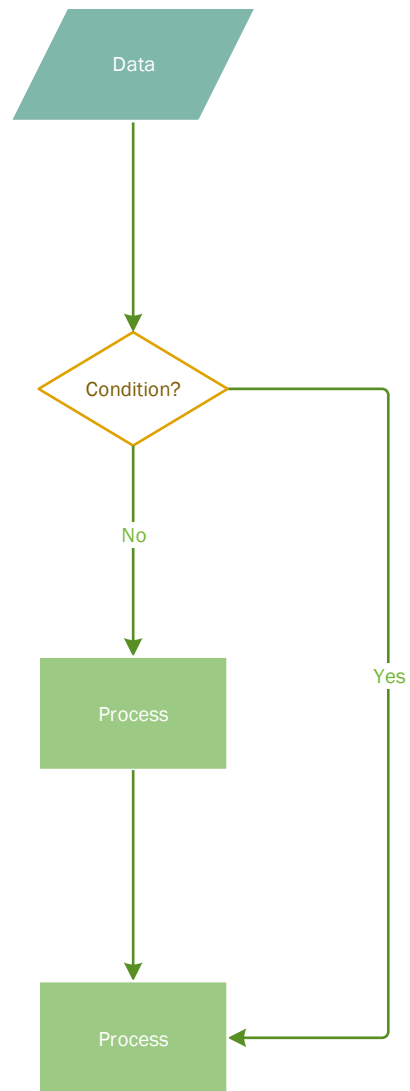 Data
Condition?
No
Process
Yes
Process